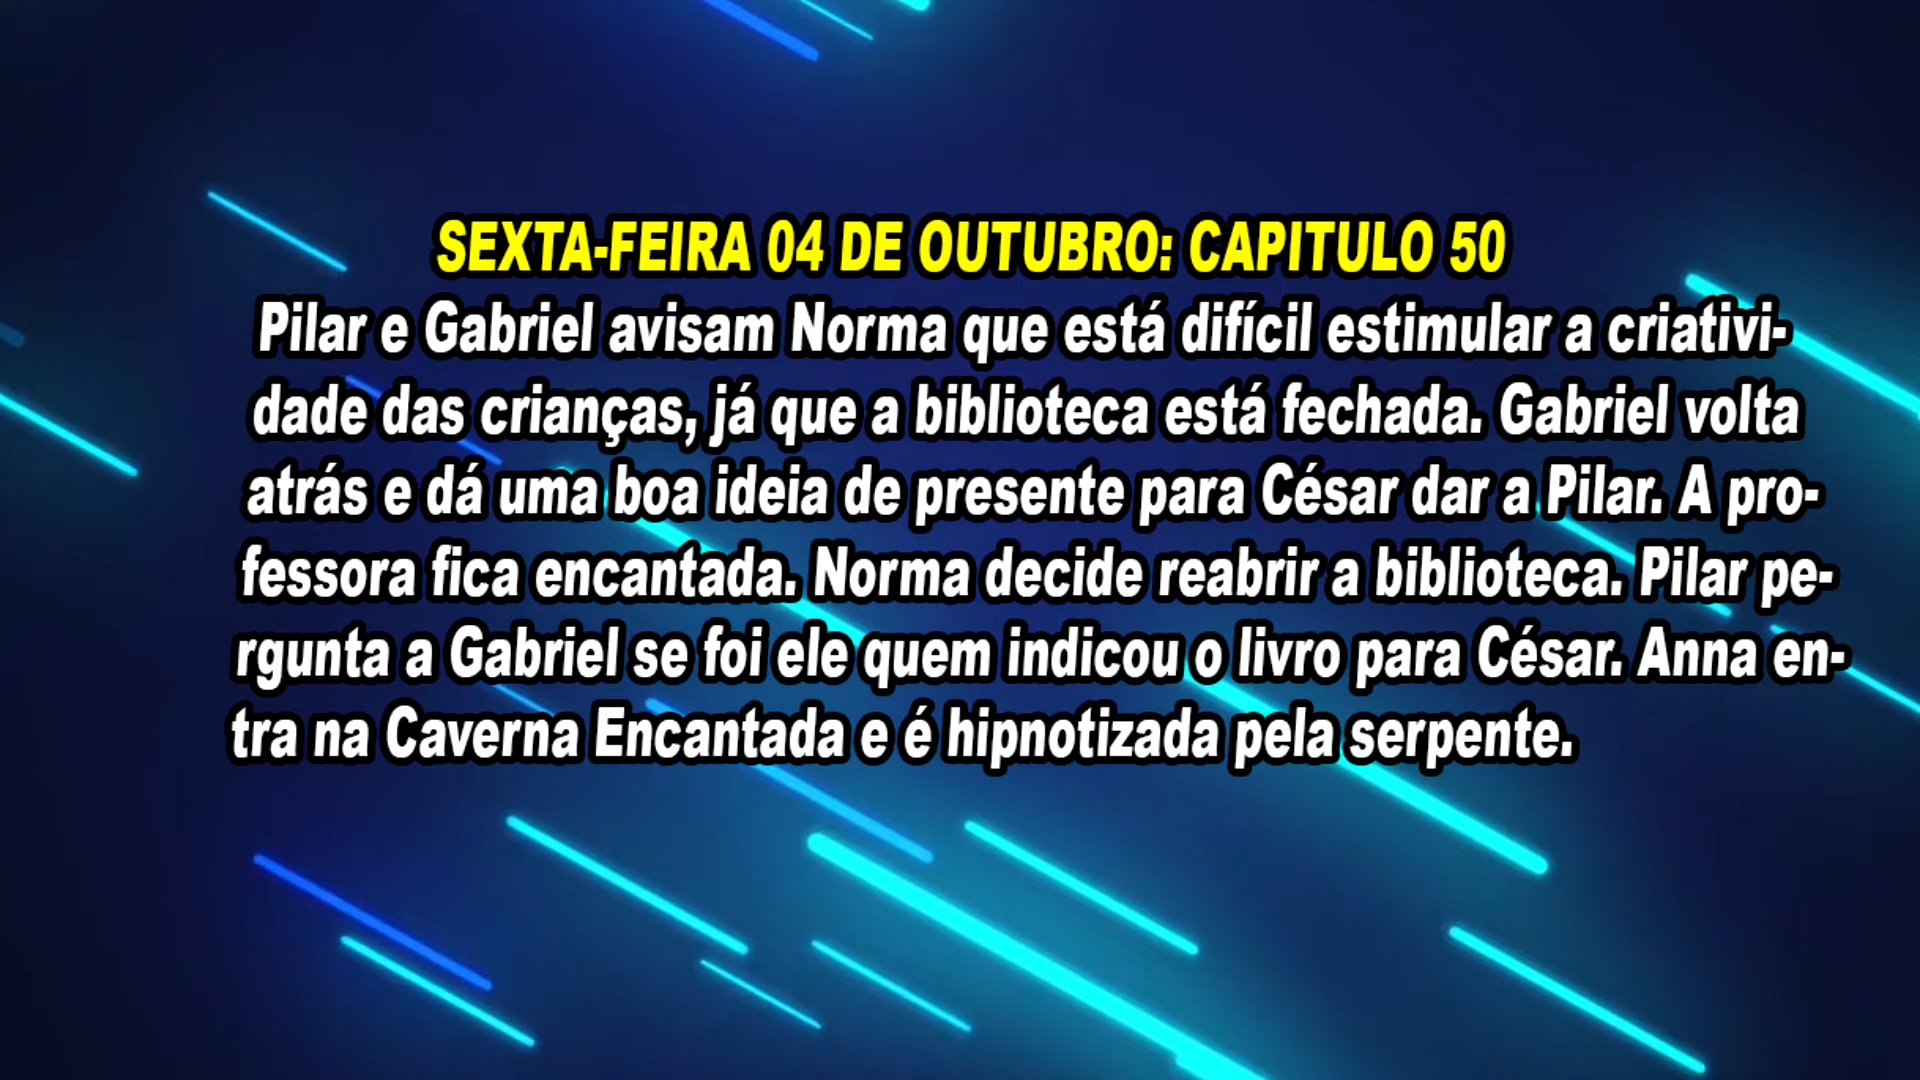 SEXTA-FEIRA 04 DE OUTUBRO: CAPITULO 50
Pilar e Gabriel avisam Norma que está difícil estimular a criativi-
dade das crianças, já que a biblioteca está fechada. Gabriel volta
atrás e dá uma boa ideia de presente para César dar a Pilar. A pro-
fessora fica encantada. Norma decide reabrir a biblioteca. Pilar pe-
rgunta a Gabriel se foi ele quem indicou o livro para César. Anna en-
tra na Caverna Encantada e é hipnotizada pela serpente.